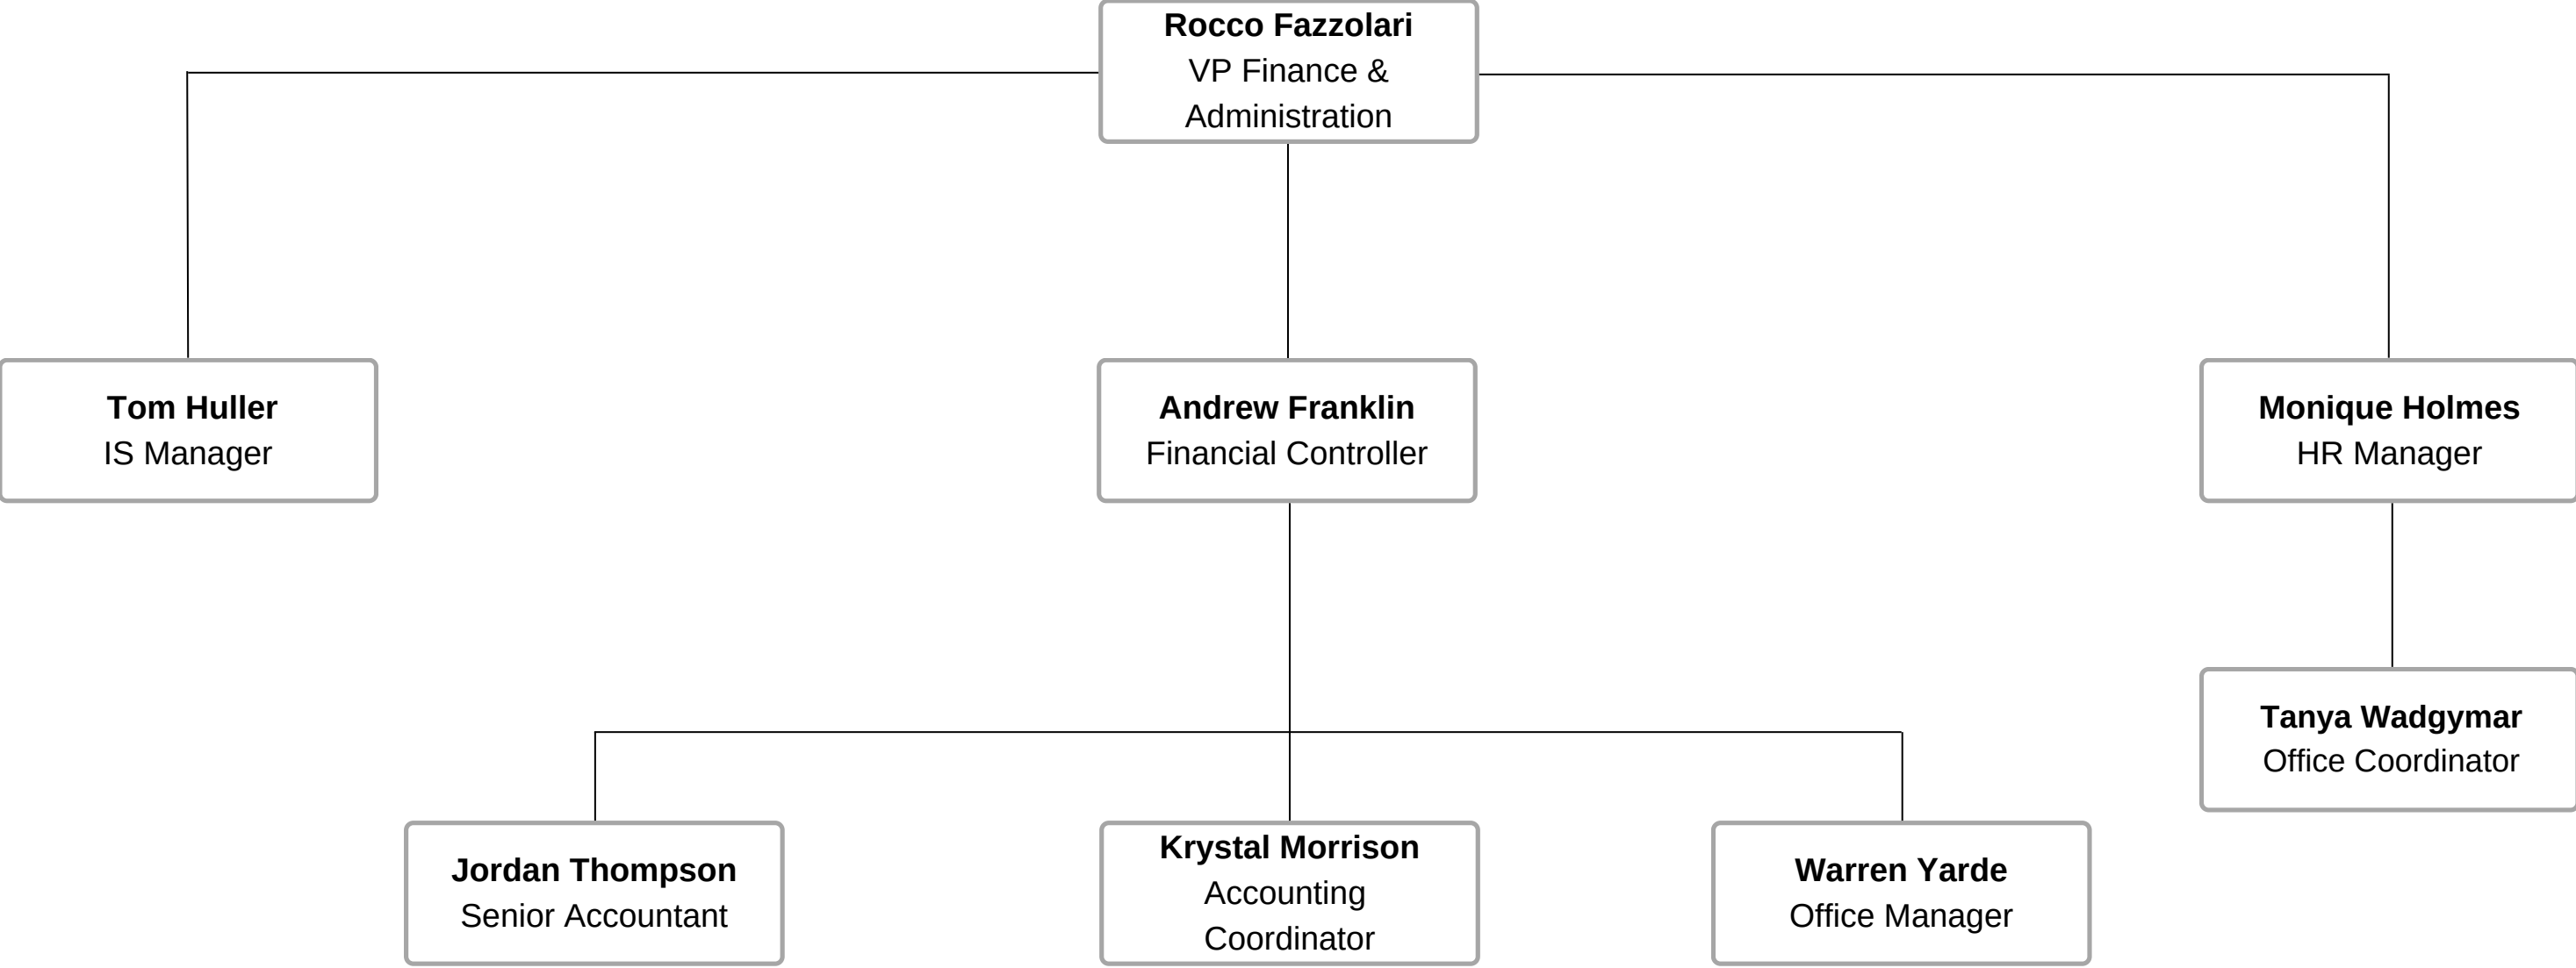 Rocco Fazzolari
VP Finance &
Administration
Tom Huller
IS Manager
Andrew Franklin
Financial Controller
Monique Holmes
HR Manager
Tanya Wadgymar
Office Coordinator
Jordan Thompson
Senior Accountant
Krystal Morrison
Accounting
Coordinator
Warren Yarde
Office Manager